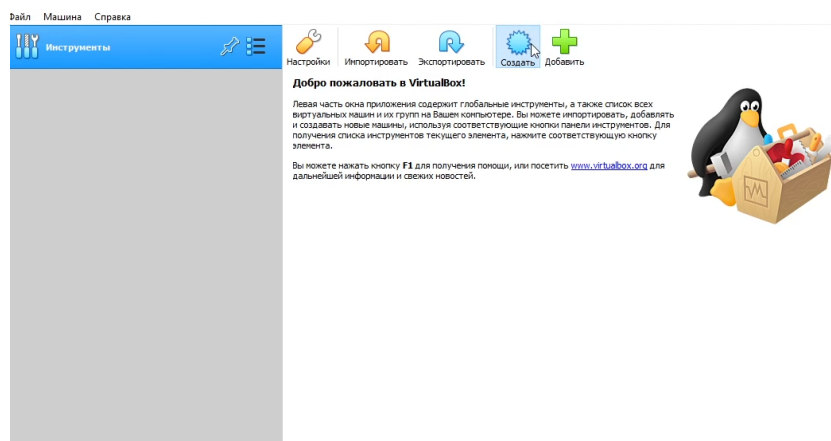 Файл Машина Справка
Инструменты
Настройки Импортировать Экспортировать Создать Добавить
Добро пожаловать в VirtualBox!
Левая часть окна приложения содержит глобальные инструменты, а также список всех
виртуальных машин и их групп на Вашем компьютере. Вы можете импортировать, добавлять
и создавать новые машины, используя соответствующие кнопки панели инструментов. Для
получения списка инструментов текущего элемента, нажмите соответствующую кнопку
элемента.
Вы можете нажать кнопку F1 для получения помощи, или посетить www.virtualbox.org для
дальнейшей информации и свежих новостей.